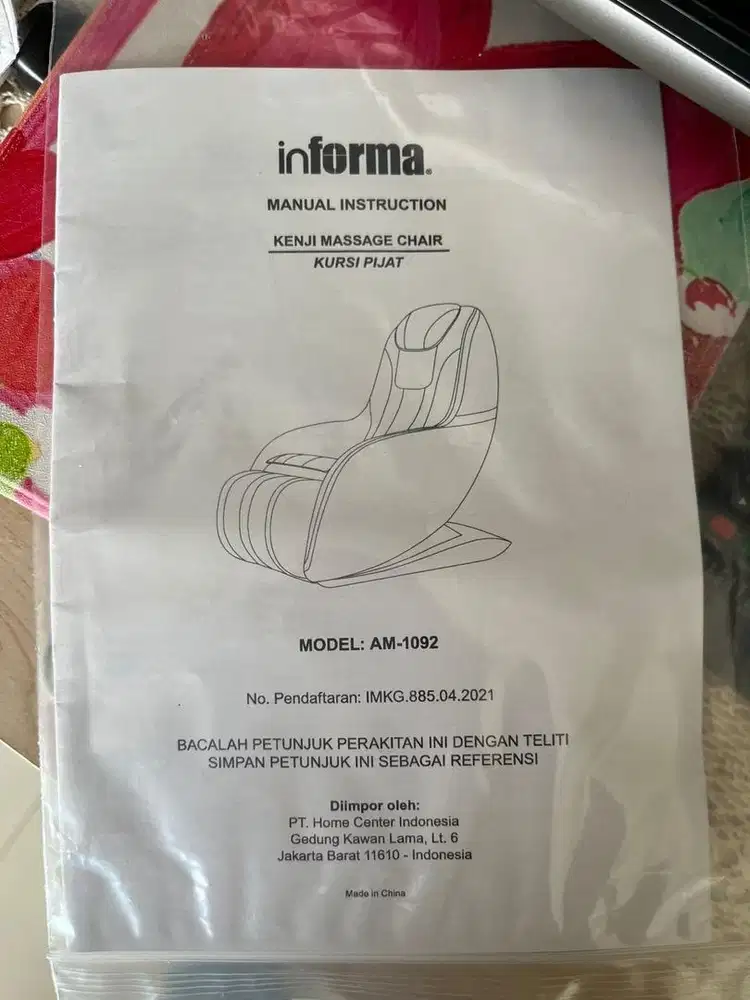 informa.
MANUAL INSTRUCTION
KENJI MASSAGE CHAIR
KURSI PIJAT
MODEL: AM-1092
No. Pendaftaran: IMKG.885.04.2021
BACALAH PETUNJUK PERAKITAN INI DENGAN TELITI
SIMPAN PETUNJUK INI SEBAGAI REFERENSI
Diimpor oleh:
PT. Home Center Indonesia
Gedung Kawan Lama, Lt. 6
Jakarta Barat 11610 - Indonesia
Made in China